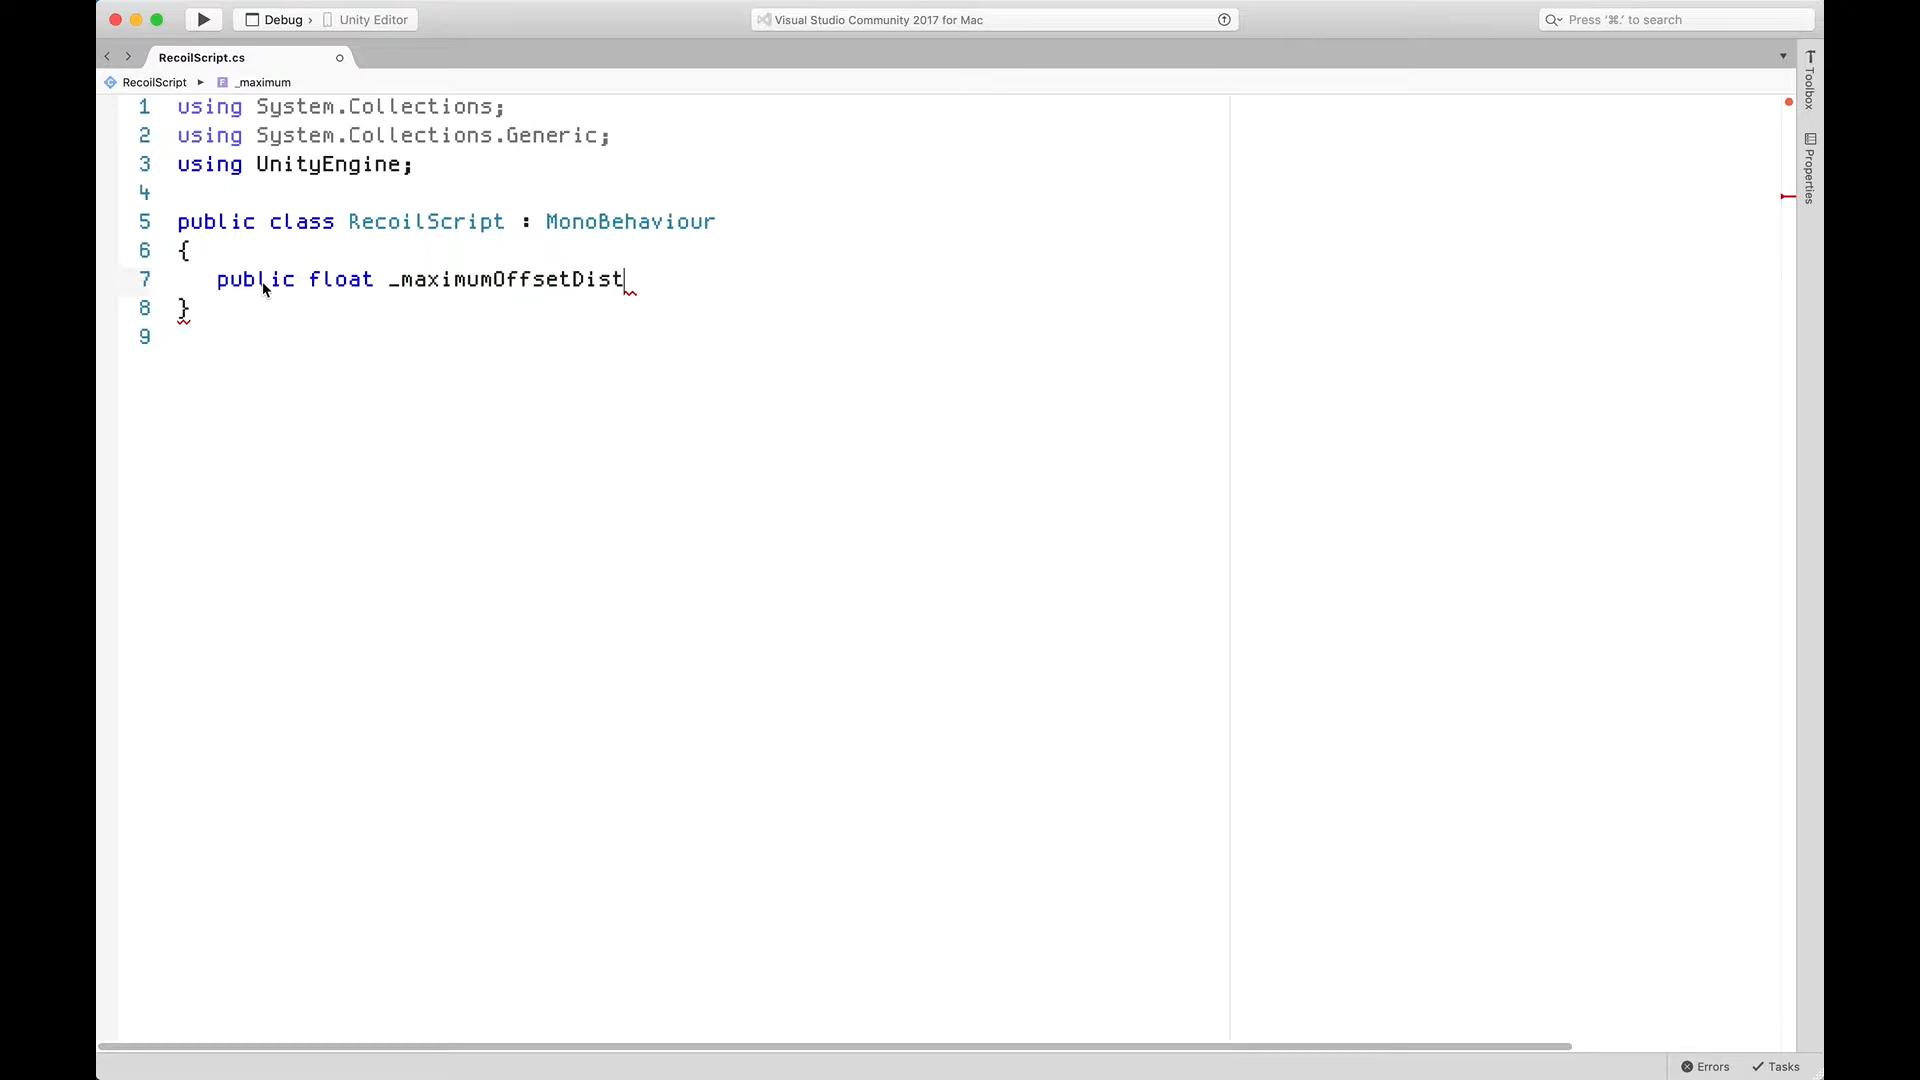 Debug › Unity Editor
Visual Studio Community 2017 for Mac
Press ‘⌘.’ to search
RecoilScript.cs
RecoilScript ▸ _maximum
1 using System.Collections;
2 using System.Collections.Generic;
3 using UnityEngine;
4
5 public class RecoilScript : MonoBehaviour
6 {
7 public float _maximumOffsetDist
8 }
9
Toolbox
Properties
Errors
Tasks